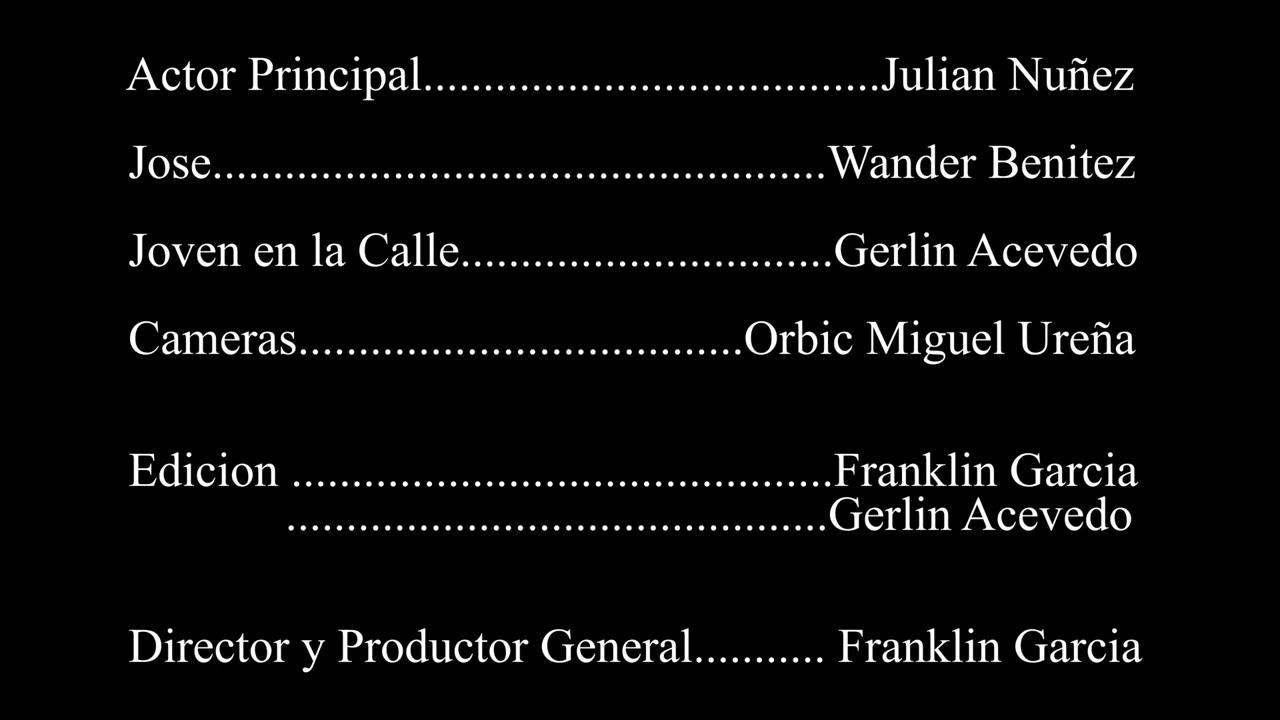 Actor Principal......................................Julian Nuñez
Jose...................................................Wander Benitez
Joven en la Calle...............................Gerlin Acevedo
Cameras.....................................Orbic Miguel Ureña
Edicion .............................................Franklin Garcia
.............................................Gerlin Acevedo
Director y Productor General........... Franklin Garcia